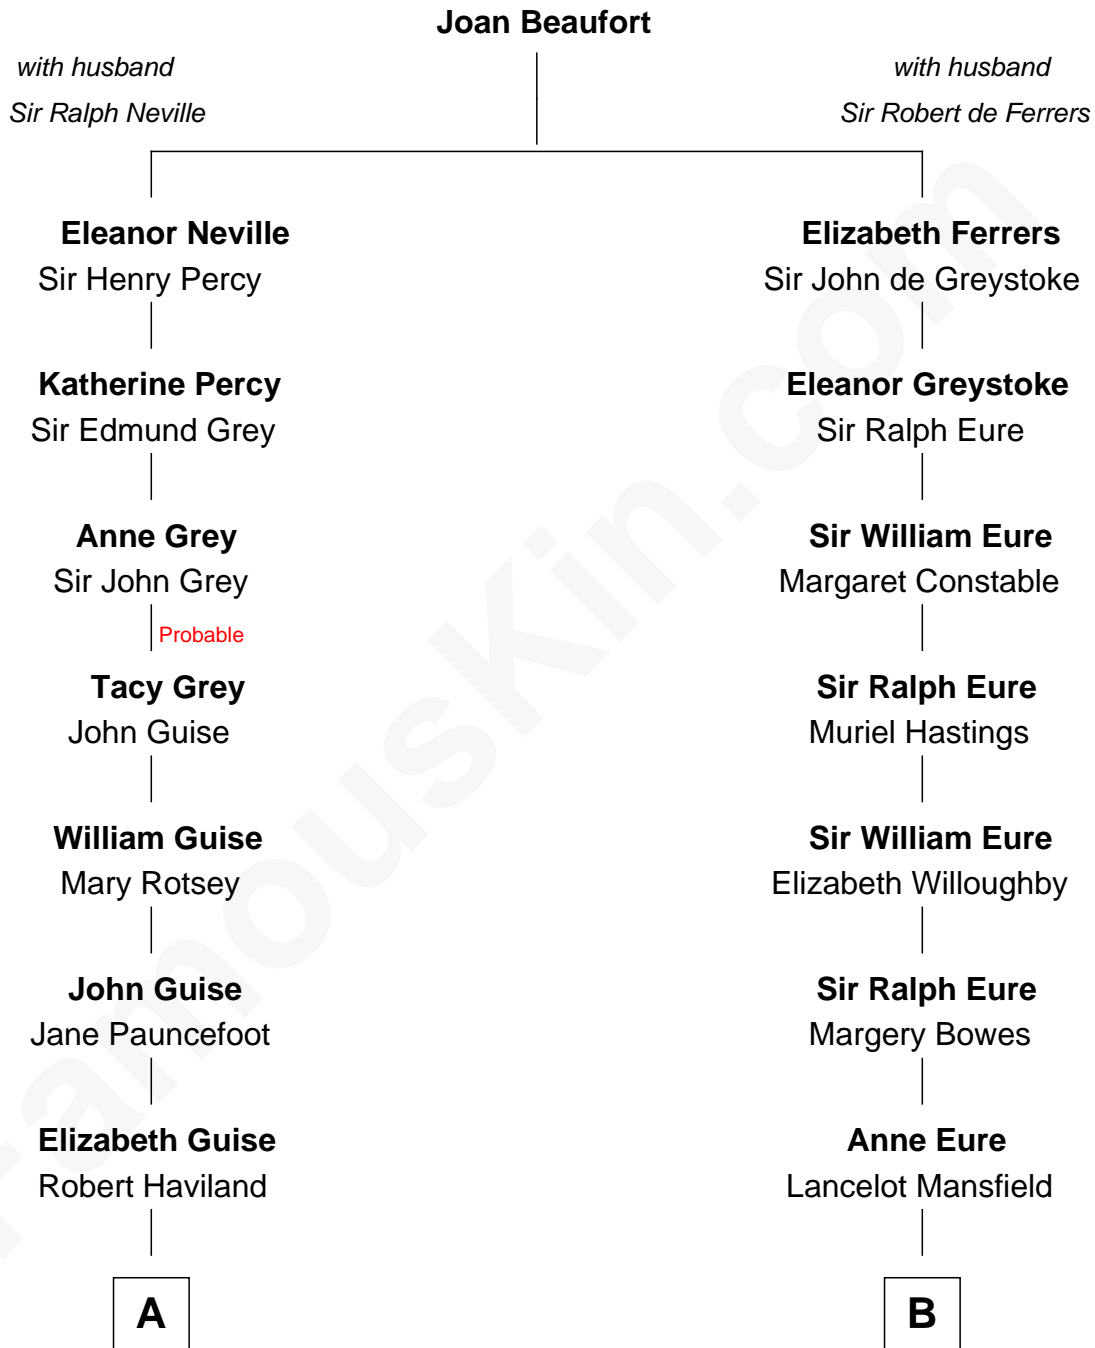 Joan Beaufort
with husband
Sir Ralph Neville
with husband
Sir Robert de Ferrers
Eleanor Neville
Sir Henry Percy
Elizabeth Ferrers
Sir John de Greystoke
Katherine Percy
Sir Edmund Grey
Eleanor Greystoke
Sir Ralph Eure
Anne Grey
Sir John Grey
Sir William Eure
Margaret Constable
Probable
Tacy Grey
John Guise
Sir Ralph Eure
Muriel Hastings
William Guise
Mary Rotsey
Sir William Eure
Elizabeth Willoughby
John Guise
Jane Pauncefoot
Sir Ralph Eure
Margery Bowes
Elizabeth Guise
Robert Haviland
Anne Eure
Lancelot Mansfield
A
B
FamousKin.com